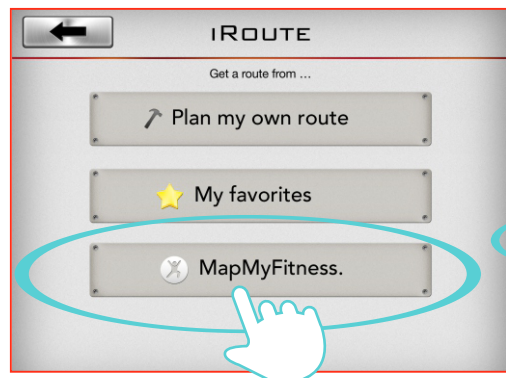 iRoute
Get a route from ...
Plan my own route
My favorites
MapMyFitness.